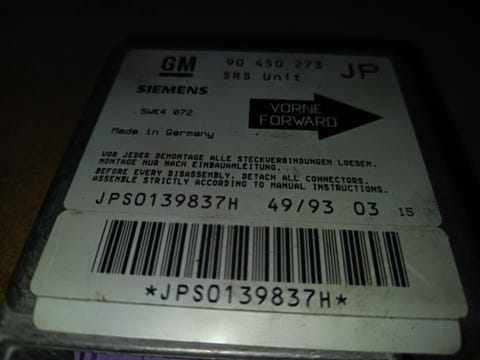 GM 90 450 273 JP
SRS Unit
SIEMENS
5WK4 072
VORNE
FORWARD
Made in Germany
VOR JEDER DEMONTAGE ALLE STECKVERBINDUNGEN LOESEN.
MONTAGE NUR NACH EINBAUANLEITUNG.
BEFORE EVERY DISASSEMBLY, DETACH ALL CONNECTORS.
ASSEMBLE STRICTLY ACCORDING TO MANUAL INSTRUCTIONS.
JPS0139837H 49/93 03 15
*JPS0139837H*